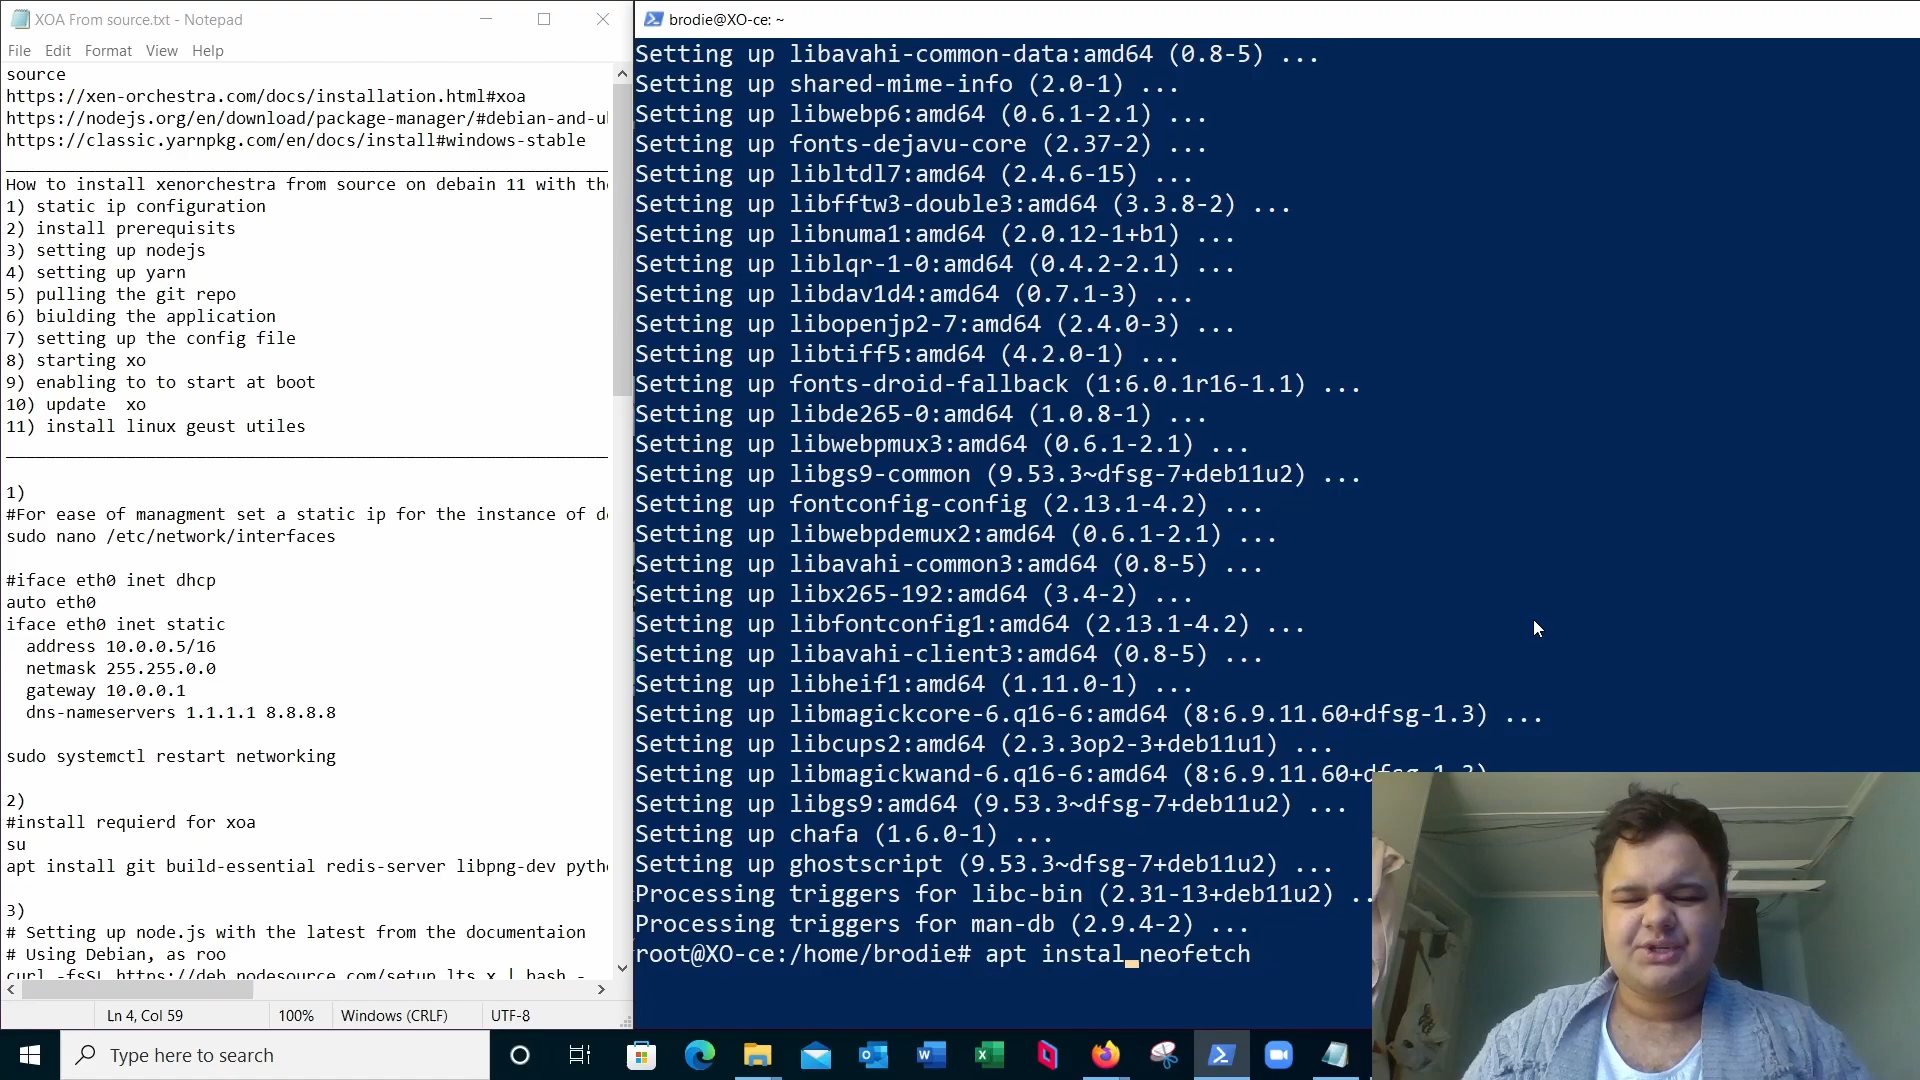 XOA From source.txt - Notepad
File Edit Format View Help
source
https://xen-orchestra.com/docs/installation.html#xoa
https://nodejs.org/en/download/package-manager/#debian-and-u
https://classic.yarnpkg.com/en/docs/install#windows-stable
How to install xenorchestra from source on debain 11 with th
1) static ip configuration
2) install prerequisits
3) setting up nodejs
4) setting up yarn
5) pulling the git repo
6) biulding the application
7) setting up the config file
8) starting xo
9) enabling to to start at boot
10) update  xo
11) install linux geust utiles
1)
#For ease of managment set a static ip for the instance of d
sudo nano /etc/network/interfaces
#iface eth0 inet dhcp
auto eth0
iface eth0 inet static
address 10.0.0.5/16
netmask 255.255.0.0
gateway 10.0.0.1
dns-nameservers 1.1.1.1 8.8.8.8
sudo systemctl restart networking
2)
#install requierd for xoa
su
apt install git build-essential redis-server libpng-dev pyth
3)
# Setting up node.js with the latest from the documentaion
# Using Debian, as roo
curl -fsSL https://deb.nodesource.com/setup_lts.x | bash -
Ln 4, Col 59
100%
Windows (CRLF)
UTF-8
brodie@XO-ce: ~
Setting up libavahi-common-data:amd64 (0.8-5) ...
Setting up shared-mime-info (2.0-1) ...
Setting up libwebp6:amd64 (0.6.1-2.1) ...
Setting up fonts-dejavu-core (2.37-2) ...
Setting up libltdl7:amd64 (2.4.6-15) ...
Setting up libfftw3-double3:amd64 (3.3.8-2) ...
Setting up libnuma1:amd64 (2.0.12-1+b1) ...
Setting up liblqr-1-0:amd64 (0.4.2-2.1) ...
Setting up libdav1d4:amd64 (0.7.1-3) ...
Setting up libopenjp2-7:amd64 (2.4.0-3) ...
Setting up libtiff5:amd64 (4.2.0-1) ...
Setting up fonts-droid-fallback (1:6.0.1r16-1.1) ...
Setting up libde265-0:amd64 (1.0.8-1) ...
Setting up libwebpmux3:amd64 (0.6.1-2.1) ...
Setting up libgs9-common (9.53.3~dfsg-7+deb11u2) ...
Setting up fontconfig-config (2.13.1-4.2) ...
Setting up libwebpdemux2:amd64 (0.6.1-2.1) ...
Setting up libavahi-common3:amd64 (0.8-5) ...
Setting up libx265-192:amd64 (3.4-2) ...
Setting up libfontconfig1:amd64 (2.13.1-4.2) ...
Setting up libavahi-client3:amd64 (0.8-5) ...
Setting up libheif1:amd64 (1.11.0-1) ...
Setting up libmagickcore-6.q16-6:amd64 (8:6.9.11.60+dfsg-1.3) ...
Setting up libcups2:amd64 (2.3.3op2-3+deb11u1) ...
Setting up libmagickwand-6.q16-6:amd64 (8:6.9.11.60+dfsg-1.3)
Setting up libgs9:amd64 (9.53.3~dfsg-7+deb11u2) ...
Setting up chafa (1.6.0-1) ...
Setting up ghostscript (9.53.3~dfsg-7+deb11u2) ...
Processing triggers for libc-bin (2.31-13+deb11u2) ..
Processing triggers for man-db (2.9.4-2) ...
root@XO-ce:/home/brodie# apt instal neofetch
Type here to search